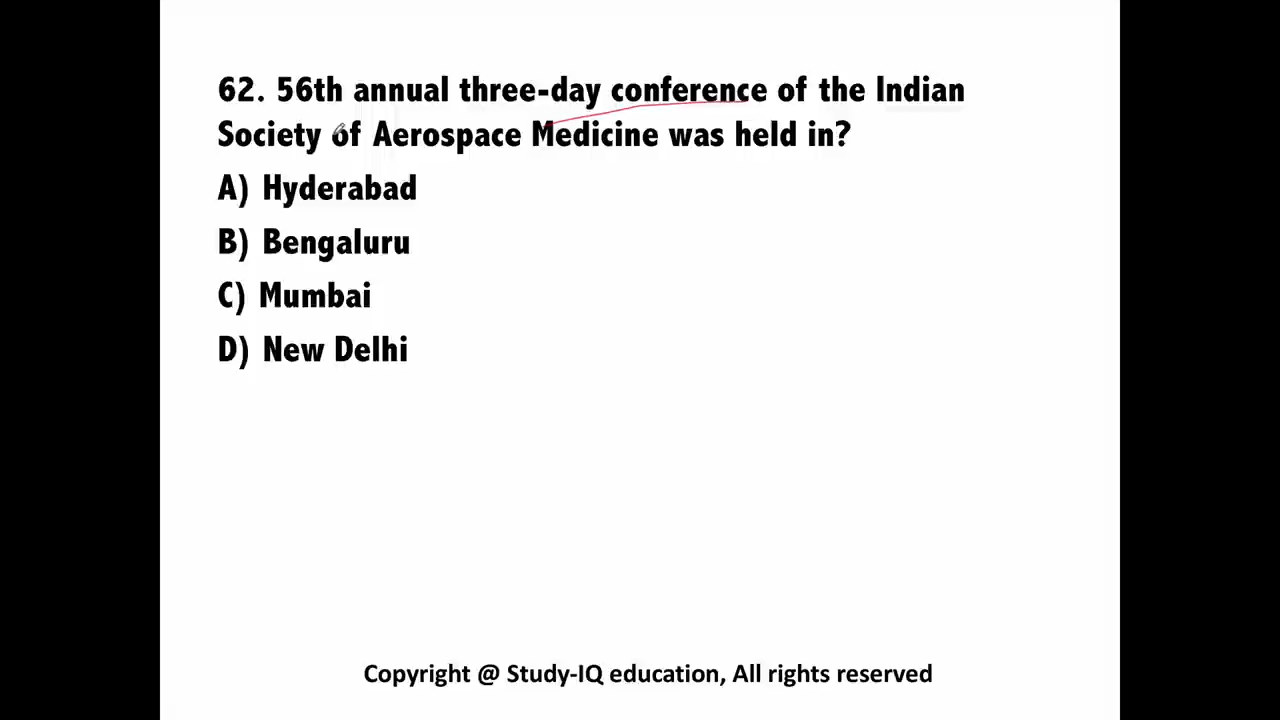 62. 56th annual three-day conference of the Indian
Society of Aerospace Medicine was held in?
A) Hyderabad
B) Bengaluru
C) Mumbai
D) New Delhi
Copyright @ Study-IQ education, All rights reserved